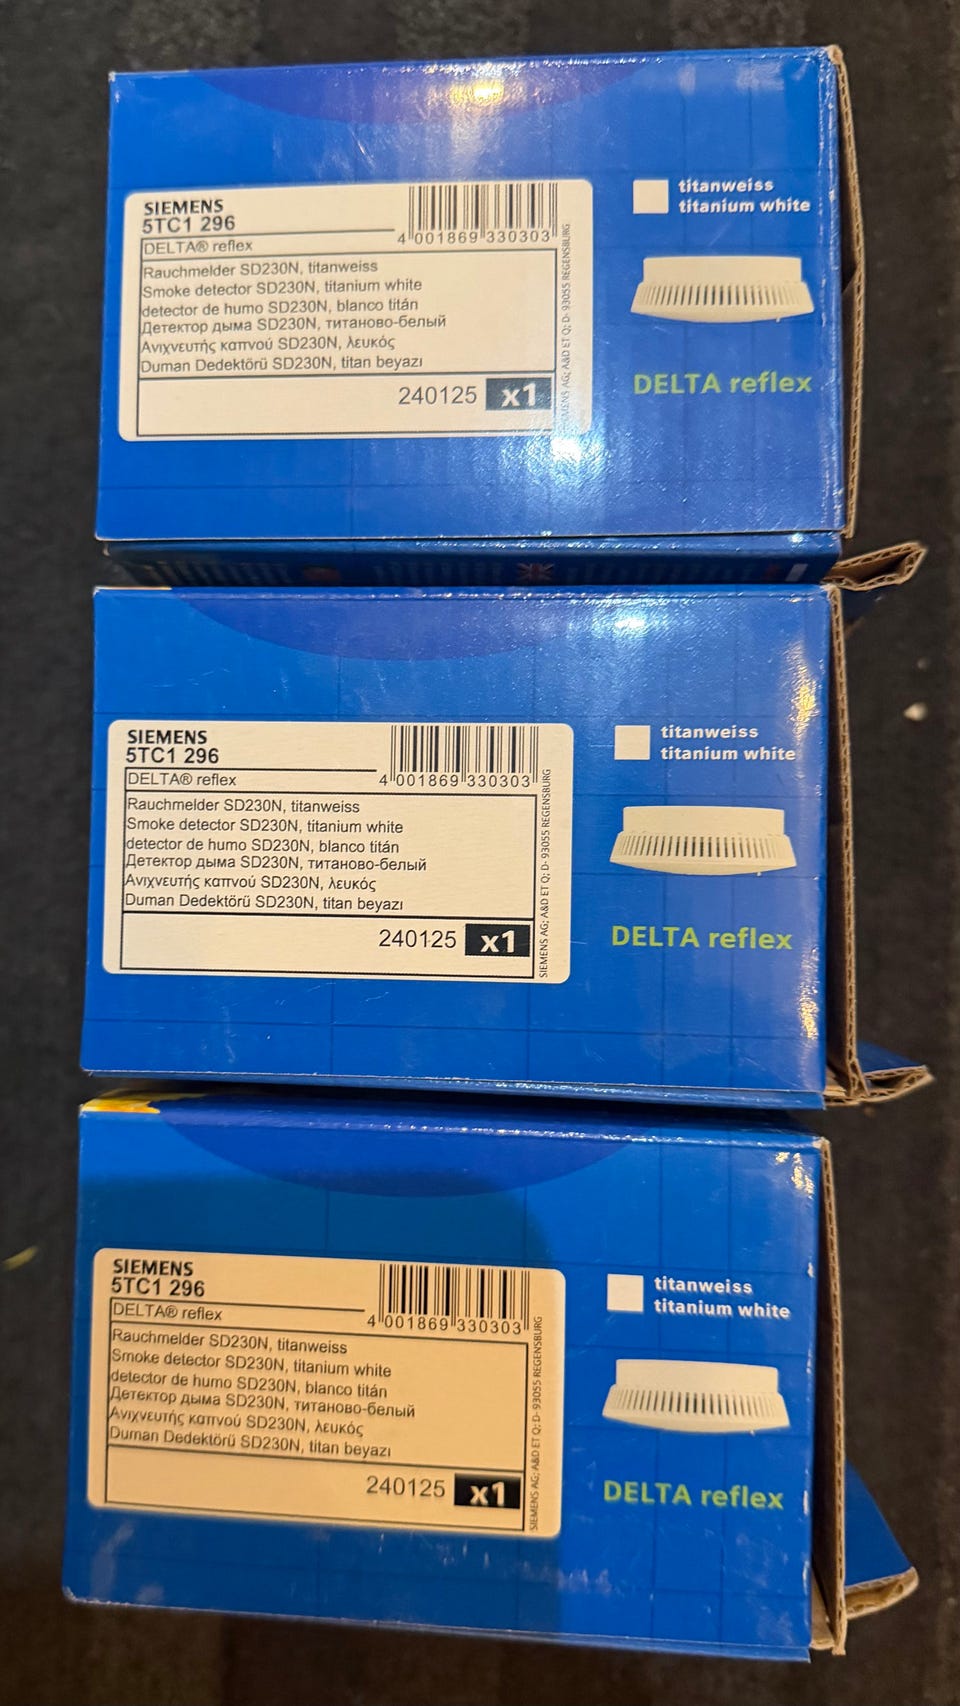 titanweiss
titanium white
SIEMENS
5TC1 296
4 001869 330303
DELTA® reflex
Rauchmelder SD230N, titanweiss
Smoke detector SD230N, titanium white
detector de humo SD230N, blanco titán
Детектор дыма SD230N, титаново-белый
Ανιχνευτής καπνού SD230N, λευκός
Duman Dedektörü SD230N, titan beyazı
240125 x1
SIEMENS AG; A&D ET Q; D- 93055 REGENSBURG
DELTA reflex
titanweiss
titanium white
SIEMENS
5TC1 296
4 001869 330303
DELTA® reflex
Rauchmelder SD230N, titanweiss
Smoke detector SD230N, titanium white
detector de humo SD230N, blanco titán
Детектор дыма SD230N, титаново-белый
Ανιχνευτής καπνού SD230N, λευκός
Duman Dedektörü SD230N, titan beyazı
240125 x1
SIEMENS AG; A&D ET Q; D- 93055 REGENSBURG
DELTA reflex
titanweiss
titanium white
SIEMENS
5TC1 296
4 001869 330303
DELTA® reflex
Rauchmelder SD230N, titanweiss
Smoke detector SD230N, titanium white
detector de humo SD230N, blanco titán
Детектор дыма SD230N, титаново-белый
Ανιχνευτής καπνού SD230N, λευκός
Duman Dedektörü SD230N, titan beyazı
240125 x1
SIEMENS AG; A&D ET Q; D- 93055 REGENSBURG
DELTA reflex